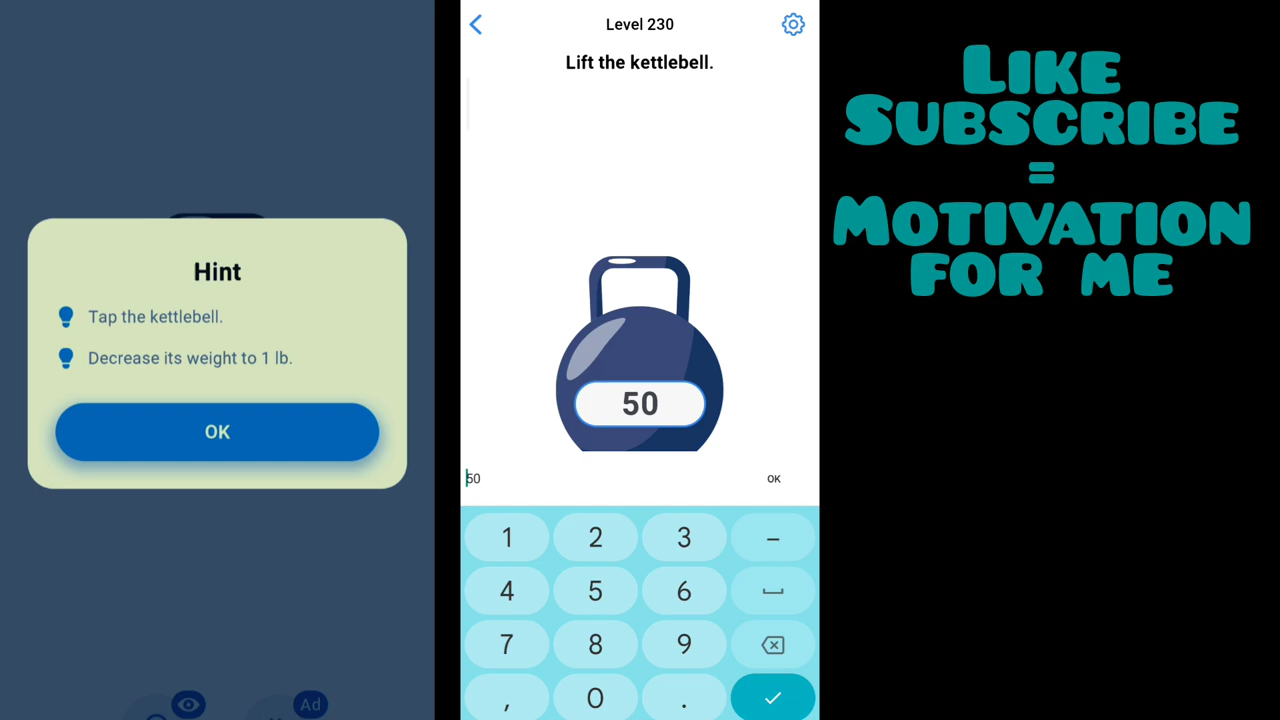 Hint
Tap the kettlebell.
Decrease its weight to 1 lb.
OK
Ad
Level 230
Lift the kettlebell.
50
50
OK
1 2 3 –
4 5 6
7 8 9
, 0 .
LIKE
SUBSCRIBE
=
MOTIVATION
FOR ME